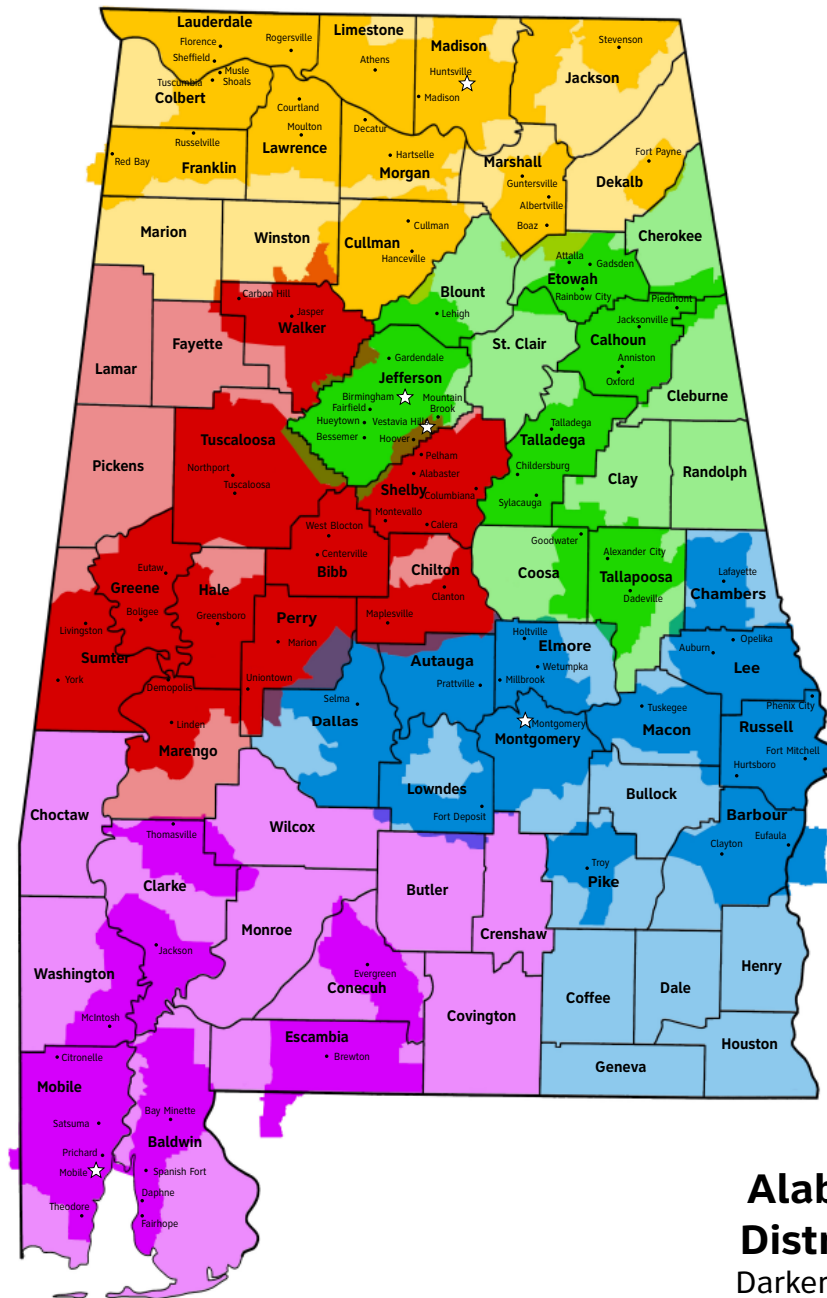 Lauderdale
Florence
Rogersville
Sheffield
Musle
Shoals
Tuscumbia
Colbert
Limestone
Athens
Madison
Huntsville
Madison
Stevenson
Jackson
Courtland
Moulton
Lawrence
Decatur
Hartselle
Morgan
Russelville
Red Bay
Franklin
Marshall
Guntersville
Albertville
Boaz
Fort Payne
Dekalb
Marion
Winston
Cullman
Cullman
Hanceville
Cherokee
Attalla
Gadsden
Etowah
Rainbow City
Blount
Lehigh
Piedmont
Jacksonville
Calhoun
Anniston
Oxford
Carbon Hill
Jasper
Walker
Fayette
Lamar
St. Clair
Gardendale
Jefferson
Birmingham
Fairfield
Mountain
Brook
Hueytown
Vestavia Hills
Bessemer
Hoover
Cleburne
Talladega
Talladega
Childersburg
Sylacauga
Tuscaloosa
Northport
Tuscaloosa
Pickens
Pelham
Alabaster
Shelby
Columbiana
Montevallo
Calera
Clay
Randolph
West Blocton
Centerville
Bibb
Goodwater
Coosa
Alexander City
Tallapoosa
Dadeville
Lafayette
Chambers
Chilton
Clanton
Maplesville
Eutaw
Greene
Boligee
Hale
Greensboro
Perry
Marion
Uniontown
Livingston
Sumter
York
Demopolis
Linden
Marengo
Holtville
Elmore
Wetumpka
Millbrook
Autauga
Prattville
Opelika
Auburn
Lee
Selma
Dallas
Montgomery
Montgomery
Tuskegee
Macon
Phenix City
Russell
Fort Mitchell
Hurtsboro
Lowndes
Fort Deposit
Bullock
Barbour
Eufaula
Clayton
Choctaw
Thomasville
Wilcox
Clarke
Butler
Troy
Pike
Monroe
Crenshaw
Jackson
Washington
McIntosh
Evergreen
Conecuh
Covington
Coffee
Dale
Henry
Houston
Geneva
Escambia
Brewton
Citronelle
Mobile
Satsuma
Prichard
Mobile
Theodore
Bay Minette
Baldwin
Spanish Fort
Daphne
Fairhope
Alab
Distr
Darker